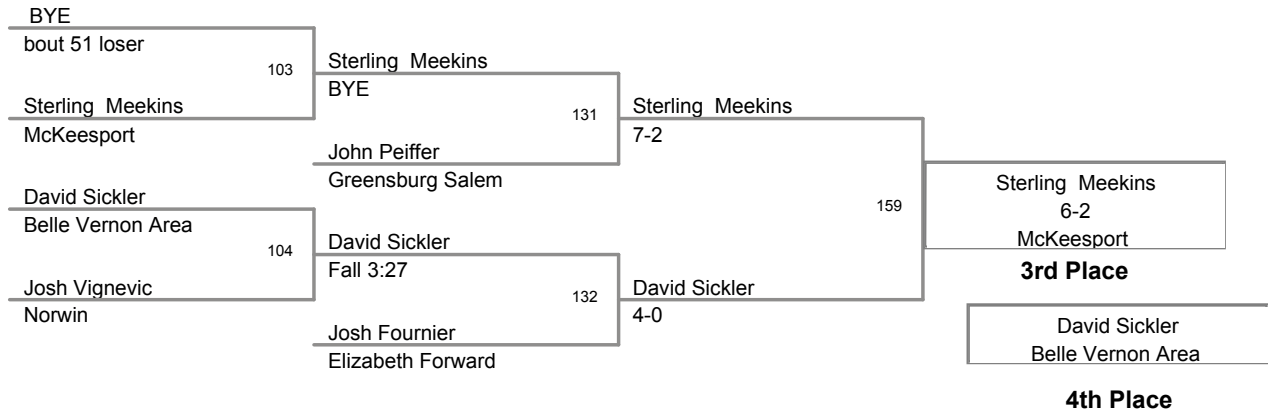 BYE
bout 51 loser
103
Sterling Meekins
McKeesport
David Sickler
Belle Vernon Area
104
Josh Vignevic
Norwin
Sterling Meekins
BYE
131
John Peiffer
Greensburg Salem
David Sickler
Fall 3:27
132
Josh Fournier
Elizabeth Forward
Sterling Meekins
7-2
159
David Sickler
4-0
Sterling Meekins
6-2
McKeesport
3rd Place
David Sickler
Belle Vernon Area
4th Place